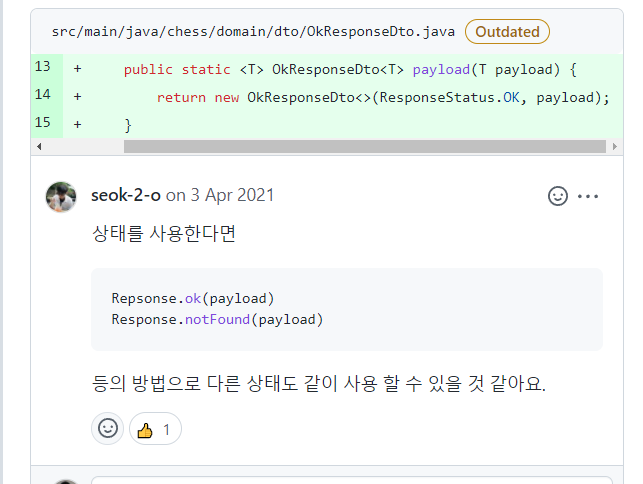 src/main/java/chess/domain/dto/OkResponseDto.java Outdated
13 + public static <T> OkResponseDto<T> payload(T payload) {
14 + return new OkResponseDto<>(ResponseStatus.OK, payload);
15 + }
seok-2-o on 3 Apr 2021
상태를 사용한다면
Repsonse.ok(payload)
Response.notFound(payload)
등의 방법으로 다른 상태도 같이 사용 할 수 있을 것 같아요.
1